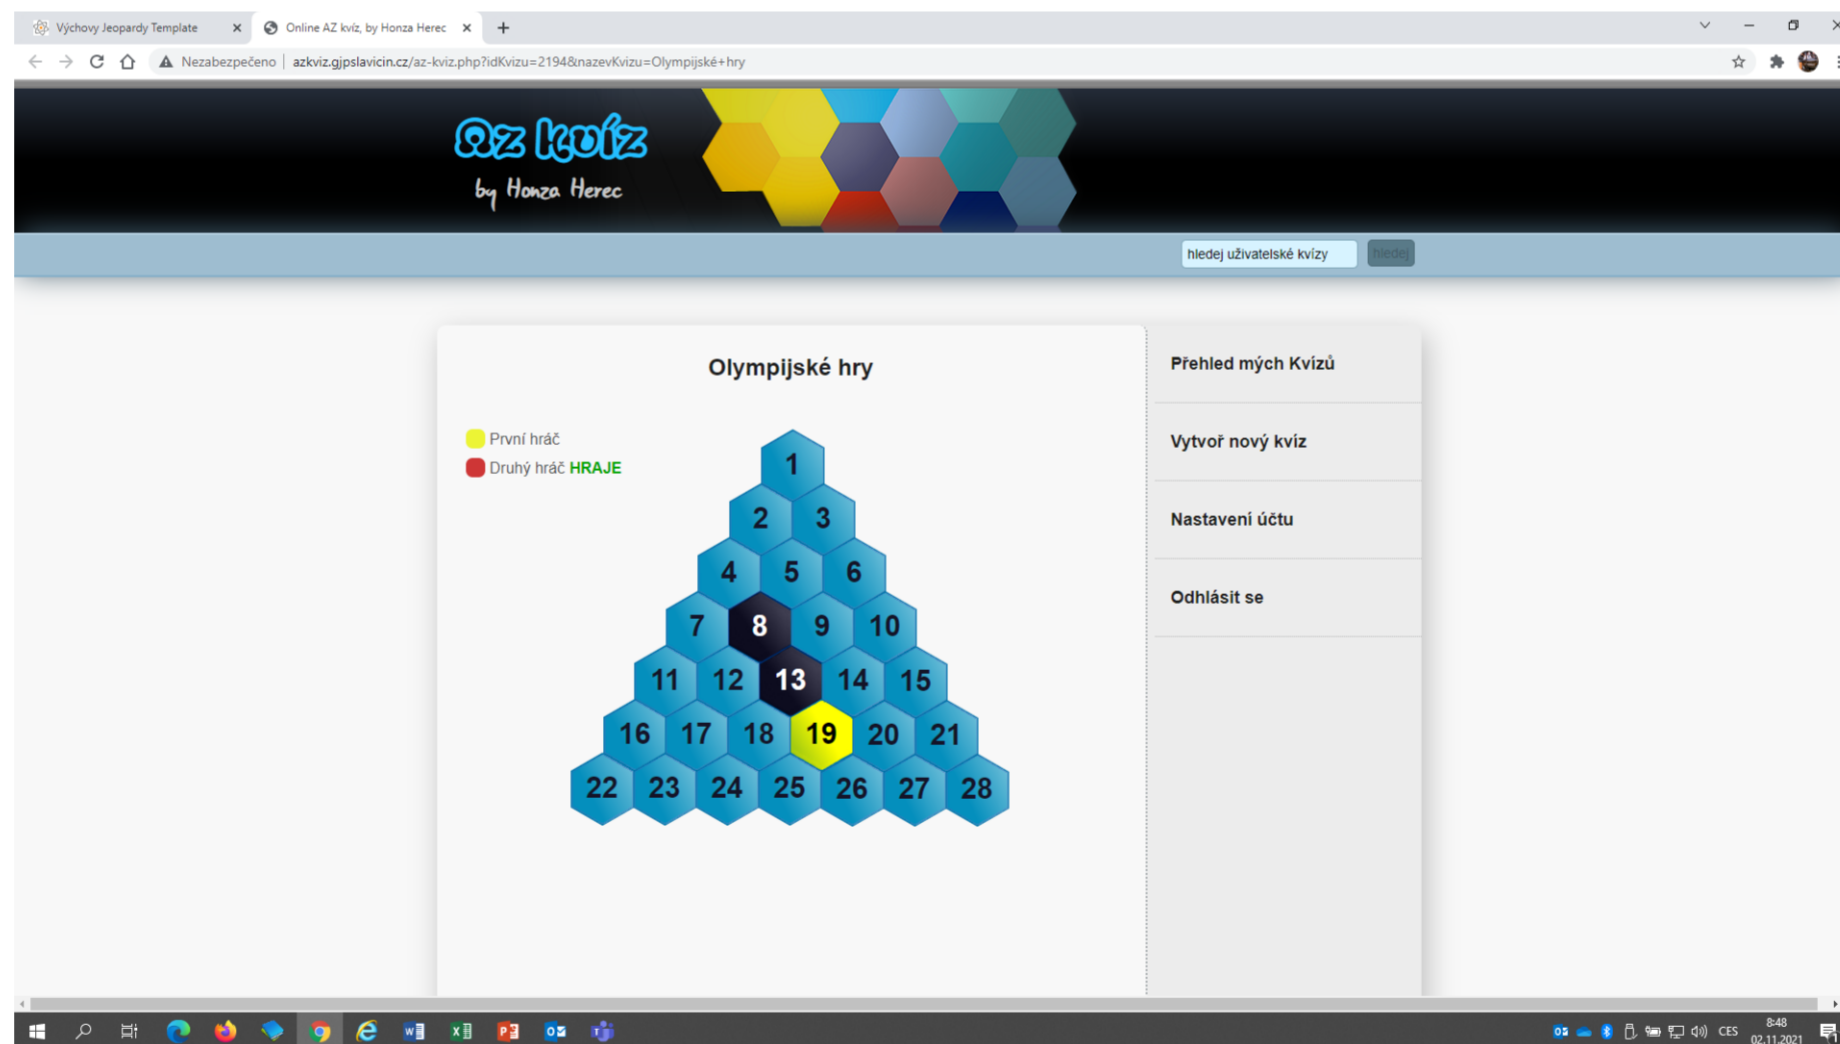 Výchovy Jeopardy Template
Online AZ kvíz, by Honza Herec
Nezabezpečeno
azkviz.gjpslavicin.cz/az-kviz.php?idKvizu=2194&nazevKvizu=Olympijské+hry
AZ KVÍZ
by Honza Herec
hledej uživatelské kvízy
hledej
Olympijské hry
První hráč
Druhý hráč HRAJE
1
2 3
4 5 6
7 8 9 10
11 12 13 14 15
16 17 18 19 20 21
22 23 24 25 26 27 28
Přehled mých Kvízů
Vytvoř nový kvíz
Nastavení účtu
Odhlásit se
CES
8:48
02.11.2021